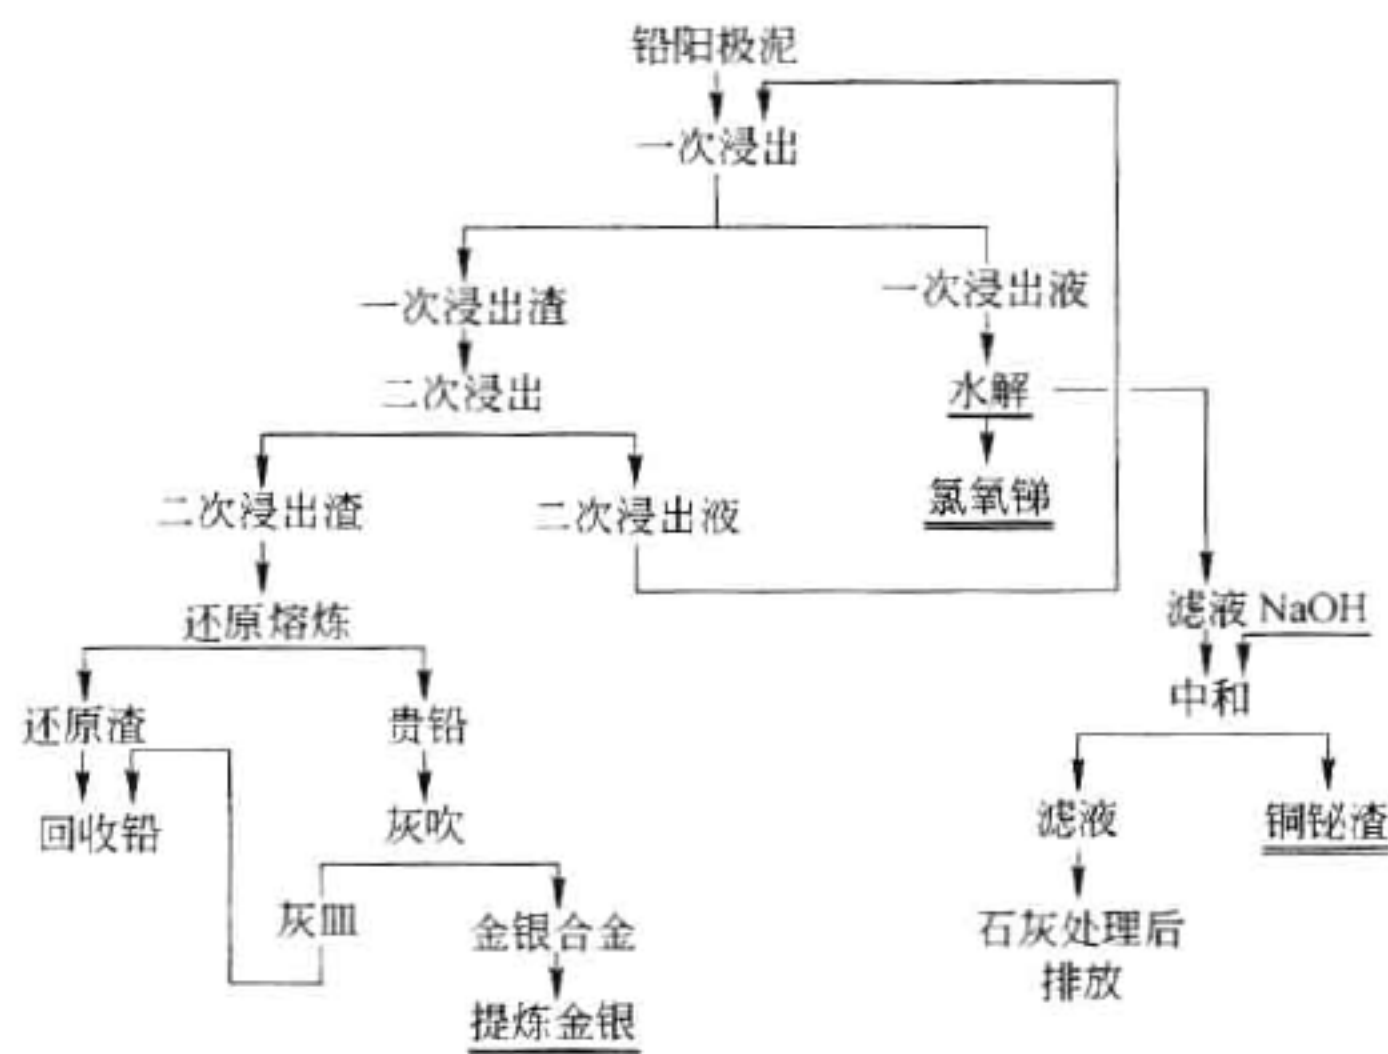 铅阳极泥
一次浸出
一次浸出渣
一次浸出液
二次浸出
水解
氯氧锑
二次浸出渣
二次浸出液
还原熔炼
滤液 NaOH
中和
还原渣
贵铅
回收铅
灰吹
滤液
铜铋渣
灰皿
金银合金
石灰处理后
排放
提炼金银